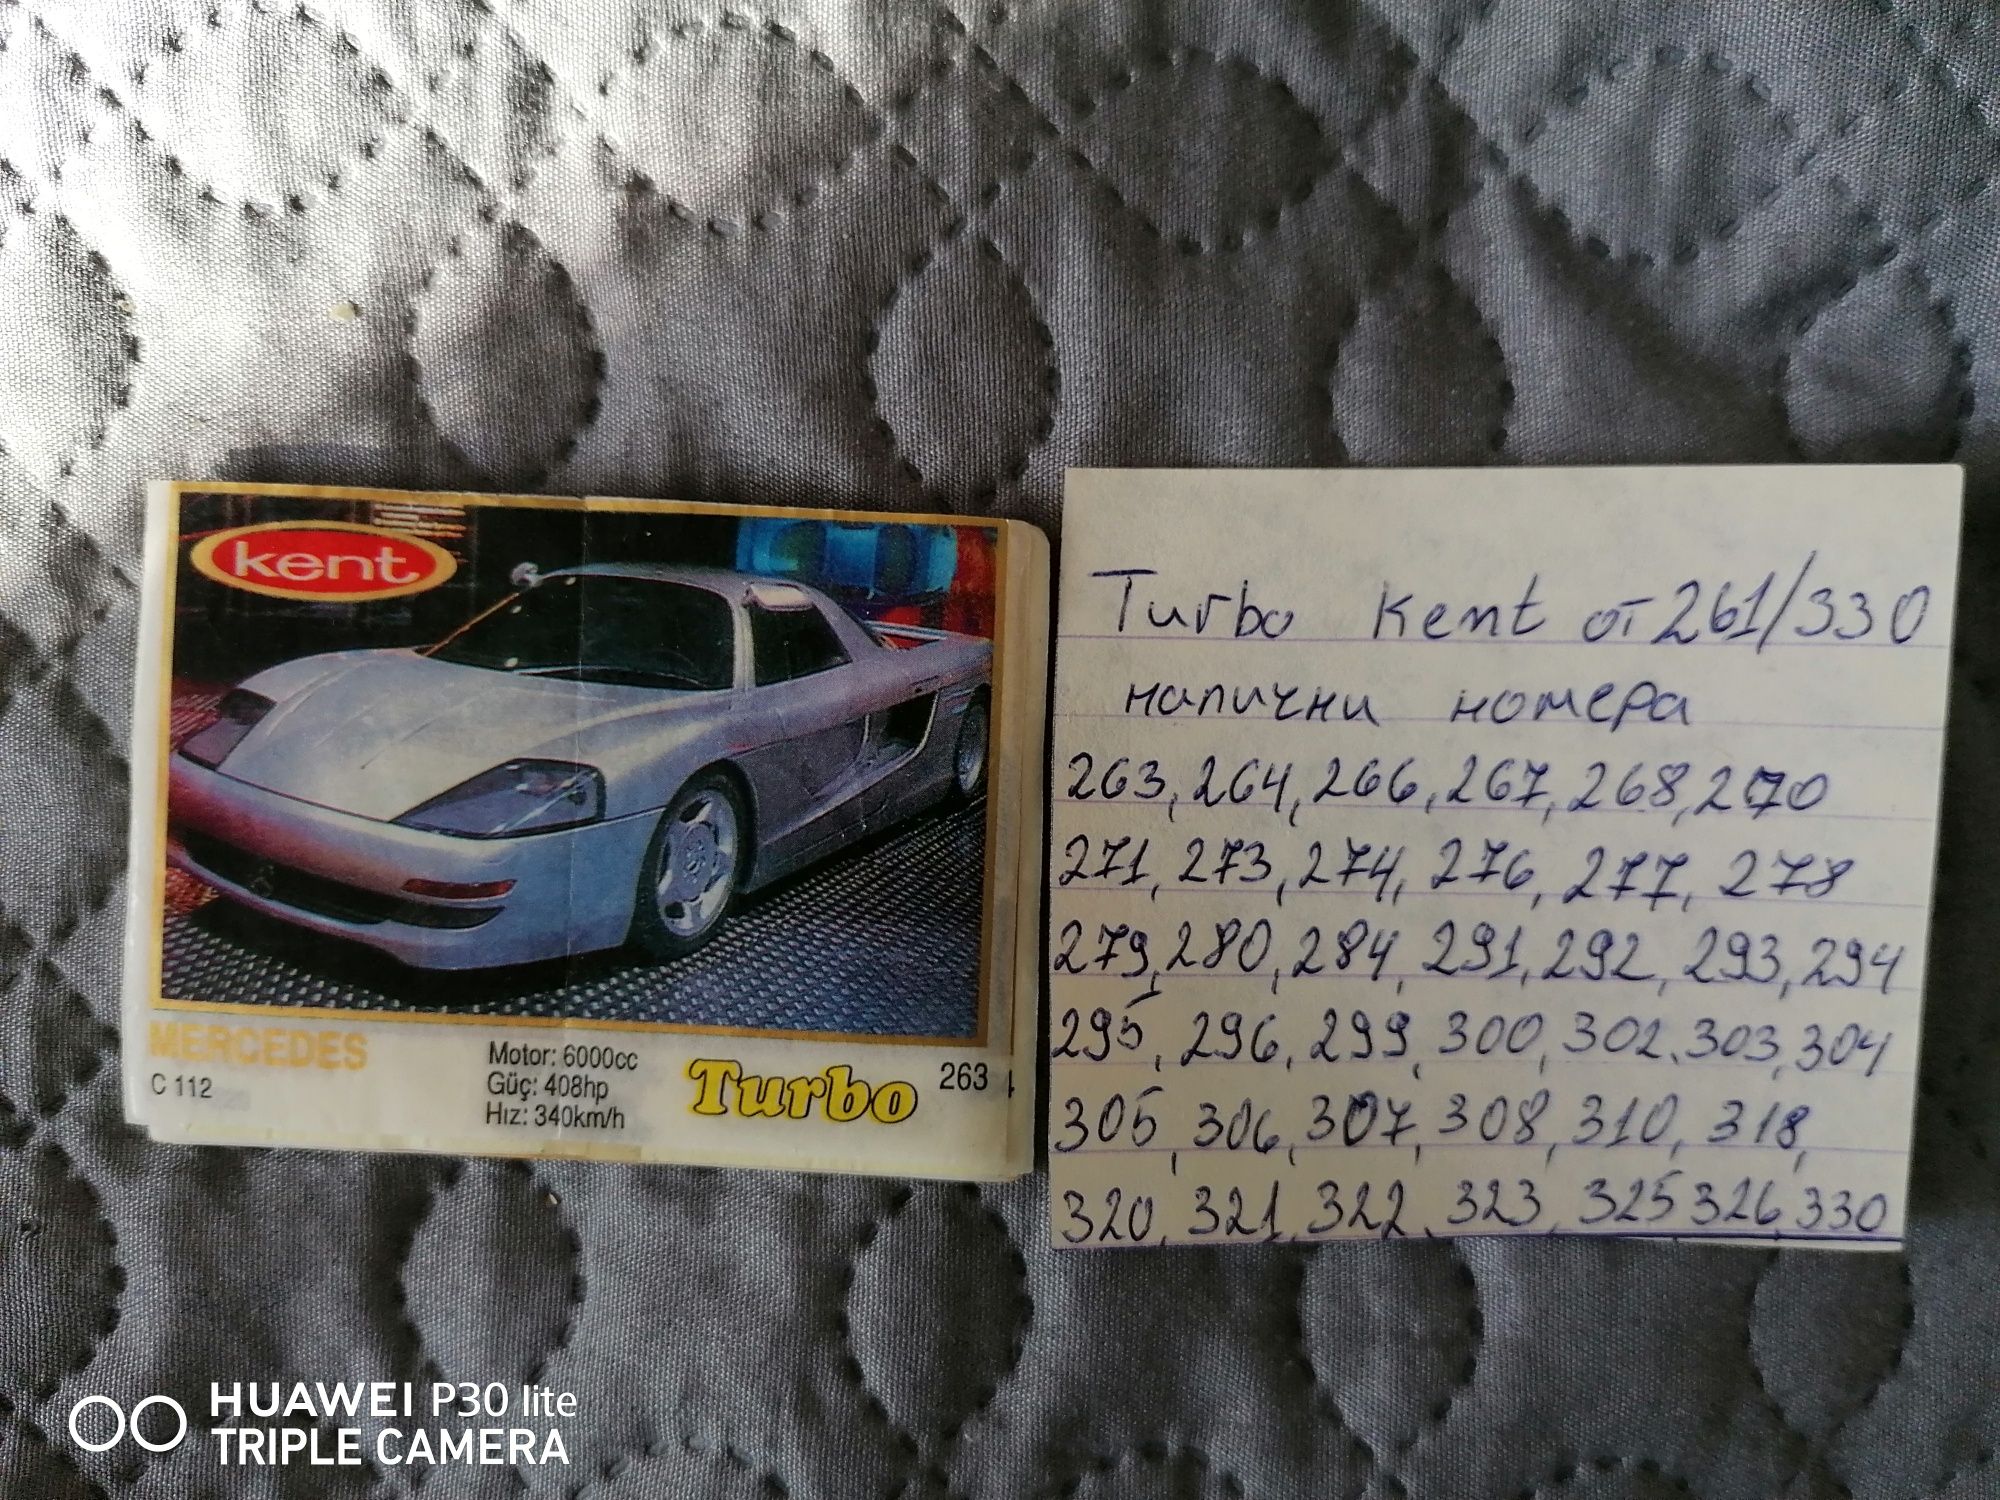 kent
MERCEDES
C 112
Motor: 6000cc
Güç: 408hp
Hız: 340km/h
Turbo
263
Turbo Kent от 261/330
налични номера
263, 264, 266, 267, 268, 270
271, 273, 274, 276, 277, 278
279, 280, 284, 291, 292, 293, 294
295, 296, 299, 300, 302, 303, 304
305, 306, 307, 308, 310, 318,
320, 321, 322, 323, 325 326, 330
HUAWEI P30 lite
TRIPLE CAMERA